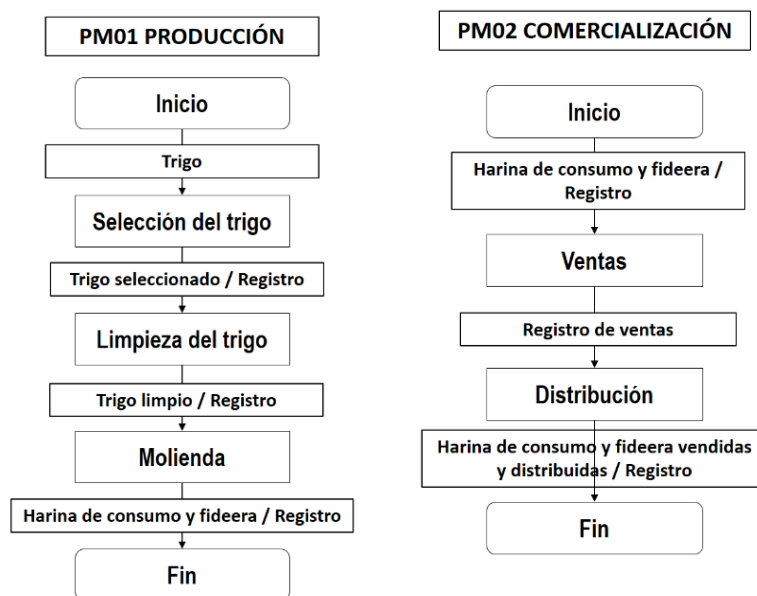 PM01 PRODUCCIÓN
Inicio
Trigo
Selección del trigo
Trigo seleccionado / Registro
Limpieza del trigo
Trigo limpio / Registro
Molienda
Harina de consumo y fideera / Registro
Fin
PM02 COMERCIALIZACIÓN
Inicio
Harina de consumo y fideera /
Registro
Ventas
Registro de ventas
Distribución
Harina de consumo y fideera vendidas
y distribuidas / Registro
Fin